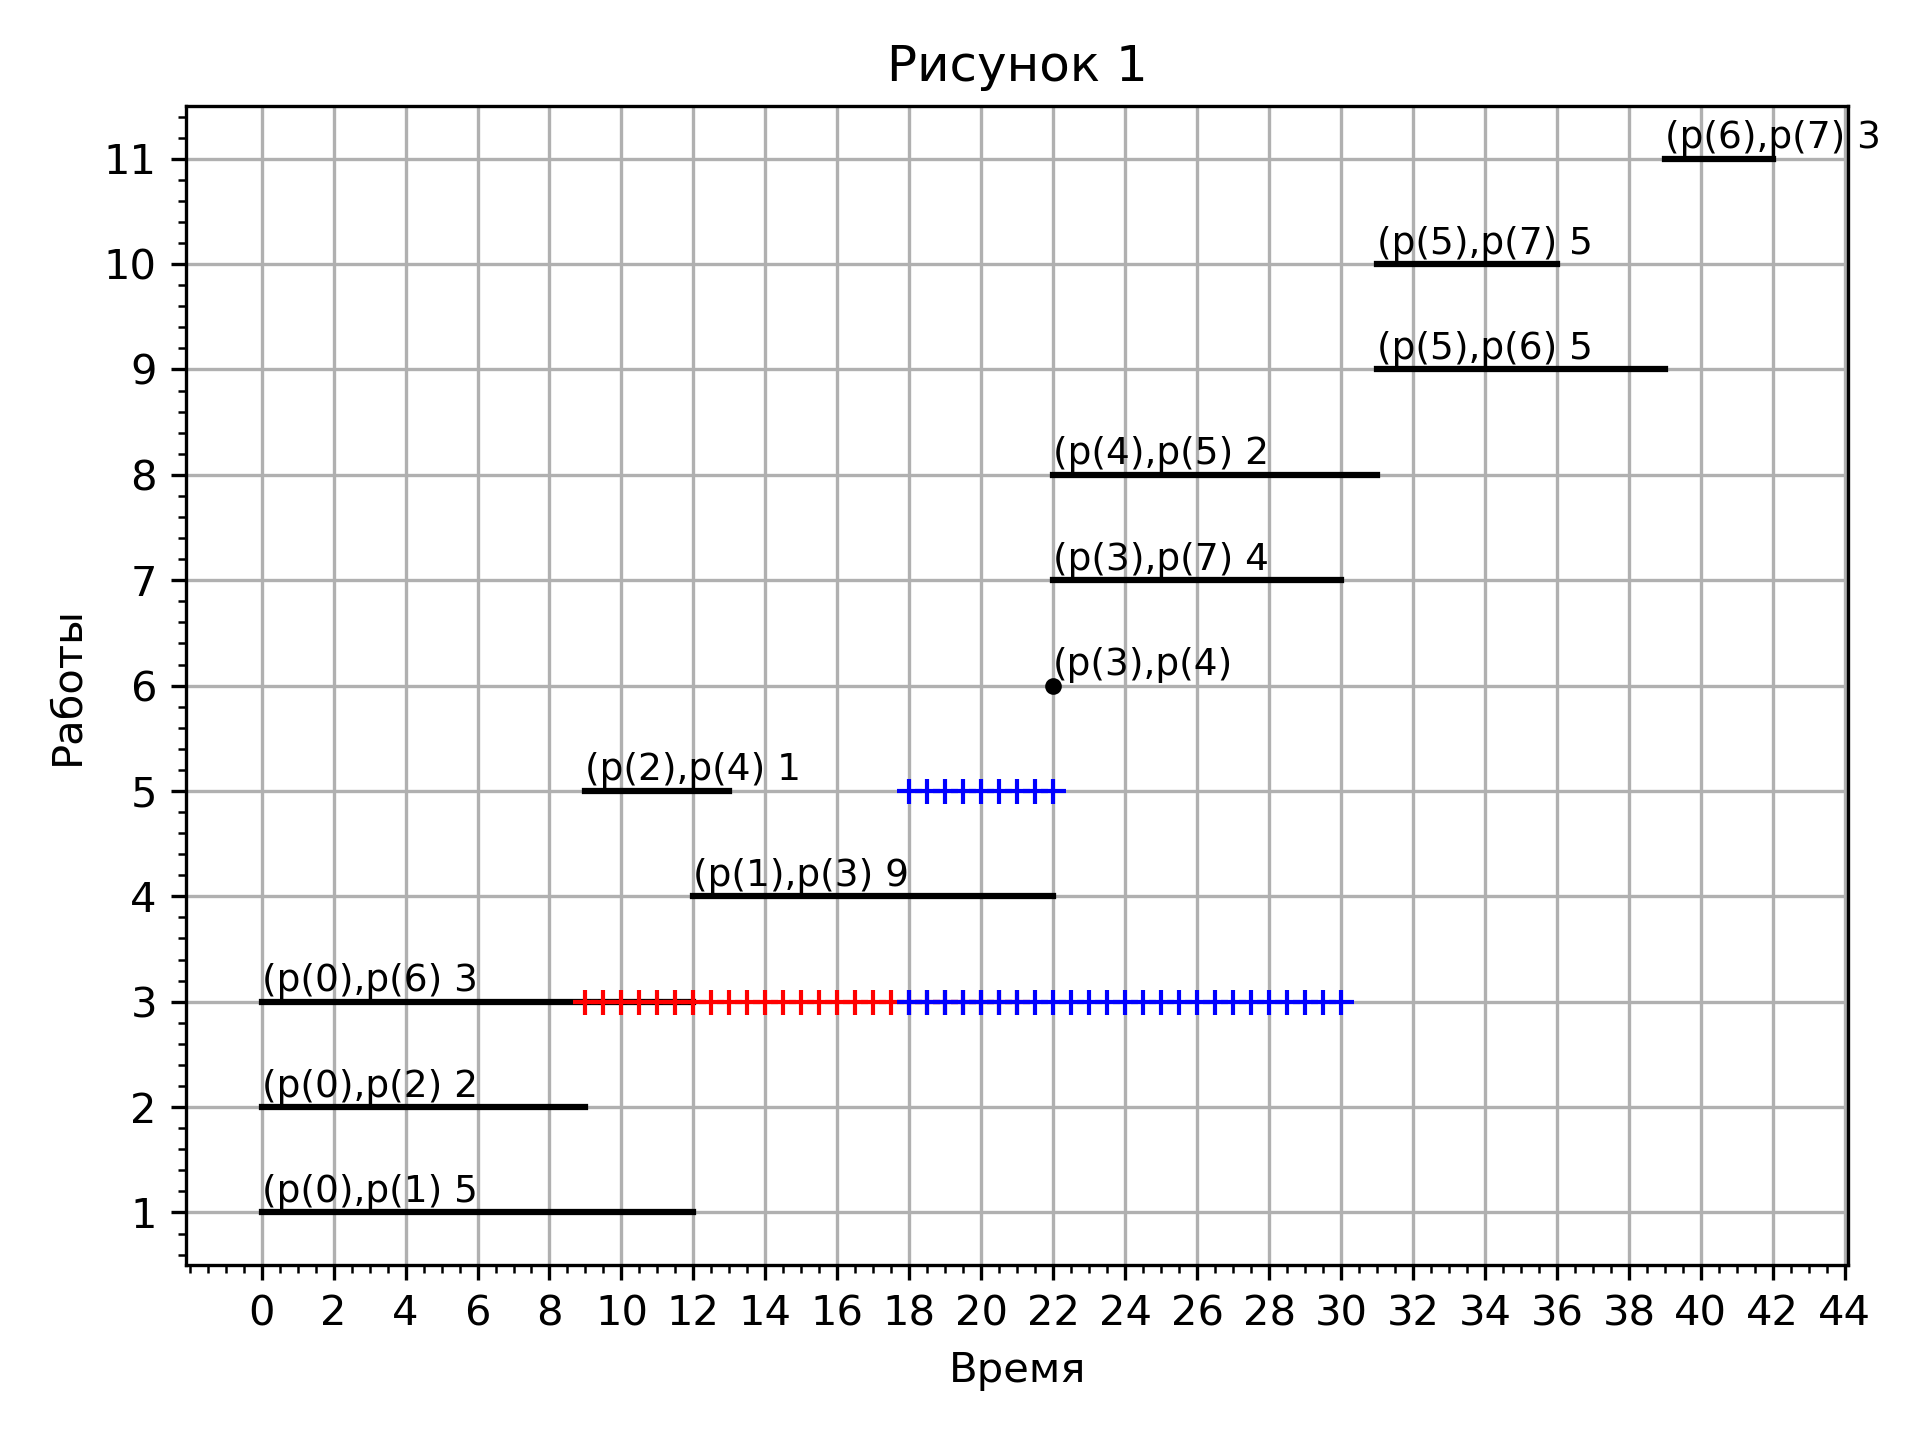 Рисунок 1
(p(6),p(7) 3
11
(p(5),p(7) 5
10
(p(5),p(6) 5
9
(p(4),p(5) 2
8
(p(3),p(7) 4
7
(p(3),p(4)
6
(p(2),p(4) 1
5
(p(1),p(3) 9
4
(p(0),p(6) 3
3
(p(0),p(2) 2
2
(p(0),p(1) 5
1
Работы
0 2 4 6 8 10 12 14 16 18 20 22 24 26 28 30 32 34 36 38 40 42 44
Время